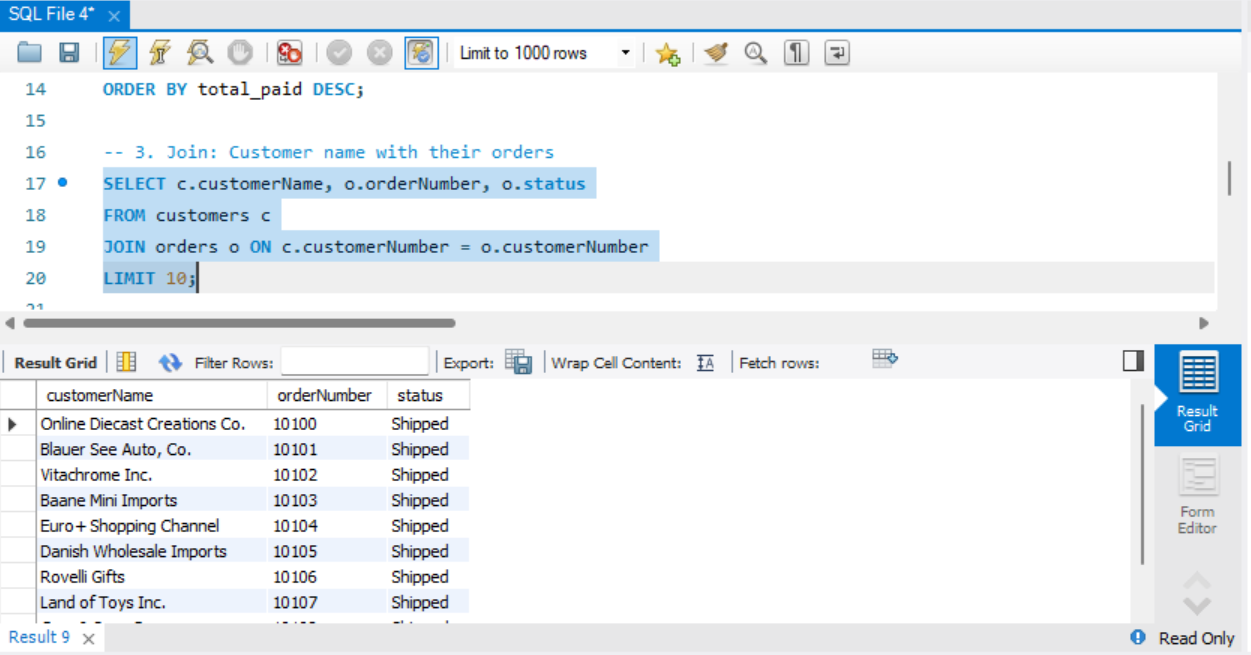 SQL File 4*
Limit to 1000 rows
14 ORDER BY total_paid DESC;
15
16 -- 3. Join: Customer name with their orders
17 SELECT c.customerName, o.orderNumber, o.status
18 FROM customers c
19 JOIN orders o ON c.customerNumber = o.customerNumber
20 LIMIT 10;
21
Result Grid Filter Rows: Export: Wrap Cell Content: Fetch rows:
customerName orderNumber status
Online Diecast Creations Co. 10100 Shipped
Blauer See Auto, Co. 10101 Shipped
Vitachrome Inc. 10102 Shipped
Baane Mini Imports 10103 Shipped
Euro+ Shopping Channel 10104 Shipped
Danish Wholesale Imports 10105 Shipped
Rovelli Gifts 10106 Shipped
Land of Toys Inc. 10107 Shipped
Result
Grid
Form
Editor
Result 9
Read Only